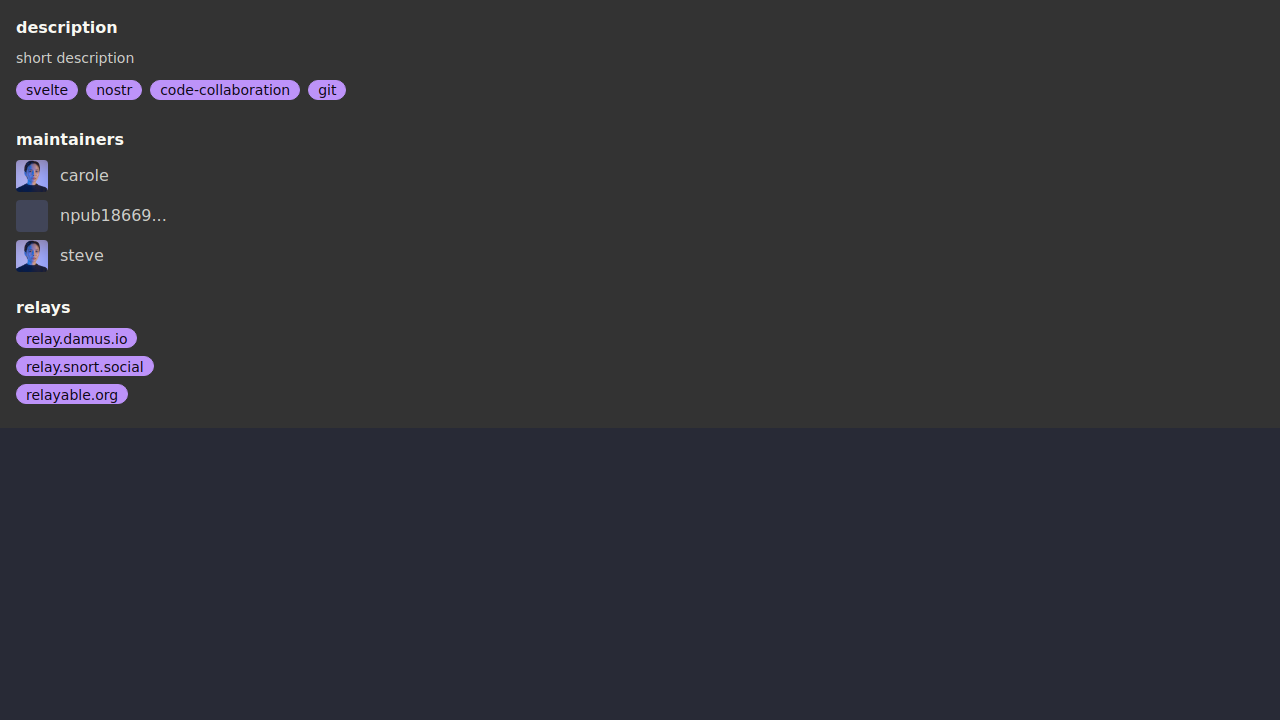 description
short description
svelte nostr code-collaboration git
maintainers
carole
npub18669...
steve
relays
relay.damus.io
relay.snort.social
relayable.org